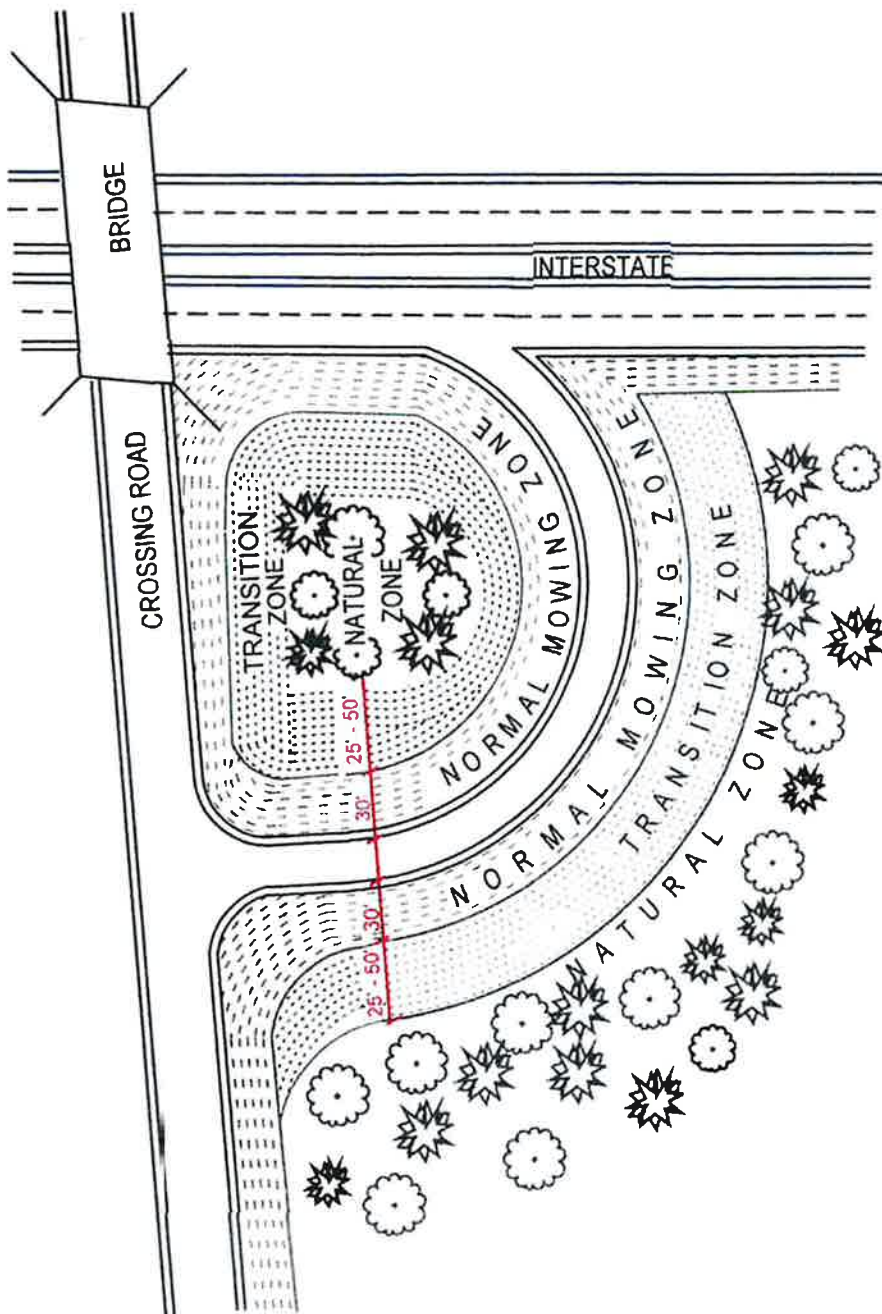 BRIDGE
INTERSTATE
CROSSING ROAD
TRANSITION
ZONE
NATURAL
ZONE
NORMAL MOWING ZONE
25' - 50'
30'
NORMAL MOWING ZONE
TRANSITION ZONE
NATURAL ZONE
30'
25' - 50'